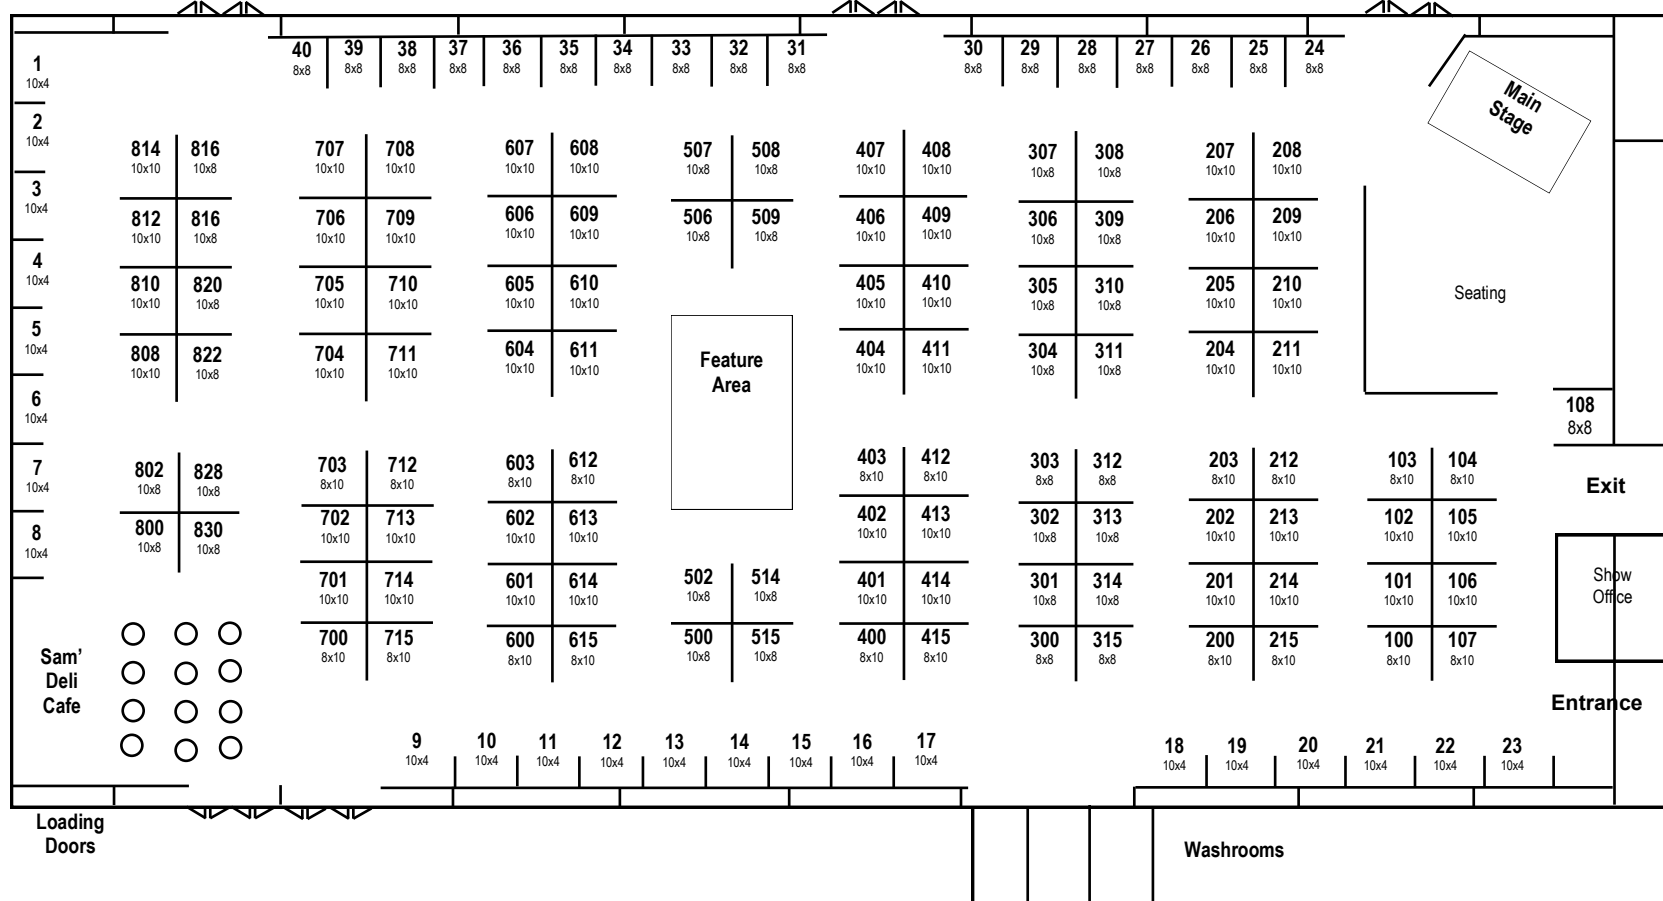 40 39 38 37 36 35 34 33 32 31 30 29 28 27 26 25 24
8x8 8x8 8x8 8x8 8x8 8x8 8x8 8x8 8x8 8x8 8x8 8x8 8x8 8x8 8x8 8x8 8x8
1
10x4
2
10x4
3
10x4
4
10x4
5
10x4
6
10x4
7
10x4
8
10x4
Main
Stage
814 816 707 708 607 608 507 508 407 408 307 308 207 208
10x10 10x8 10x10 10x10 10x10 10x10 10x8 10x8 10x10 10x10 10x8 10x8 10x10 10x10
812 816 706 709 606 609 506 509 406 409 306 309 206 209
10x10 10x8 10x10 10x10 10x10 10x10 10x8 10x8 10x10 10x10 10x8 10x8 10x10 10x10
810 820 705 710 605 610 405 410 305 310 205 210
10x10 10x8 10x10 10x10 10x10 10x10 10x10 10x10 10x8 10x8 10x10 10x10
Seating
808 822 704 711 604 611 404 411 304 311 204 211
10x10 10x8 10x10 10x10 10x10 10x10 10x10 10x10 10x8 10x8 10x10 10x10
Feature
Area
108
8x8
802 828 703 712 603 612 403 412 303 312 203 212 103 104
10x8 10x8 8x10 8x10 8x10 8x10 8x10 8x10 8x8 8x8 8x10 8x10 8x10 8x10
Exit
800 830 702 713 602 613 402 413 302 313 202 213 102 105
10x8 10x8 10x10 10x10 10x10 10x10 10x10 10x10 10x8 10x8 10x10 10x10 10x10 10x10
701 714 601 614 502 514 401 414 301 314 201 214 101 106
10x10 10x10 10x10 10x10 10x8 10x8 10x10 10x10 10x8 10x8 10x10 10x10 10x10 10x10
Show
Office
700 715 600 615 500 515 400 415 300 315 200 215 100 107
8x10 8x10 8x10 8x10 10x8 10x8 8x10 8x10 8x8 8x8 8x10 8x10 8x10 8x10
Sam'
Deli
Cafe
Entrance
9 10 11 12 13 14 15 16 17 18 19 20 21 22 23
10x4 10x4 10x4 10x4 10x4 10x4 10x4 10x4 10x4 10x4 10x4 10x4 10x4 10x4 10x4
Loading
Doors
Washrooms